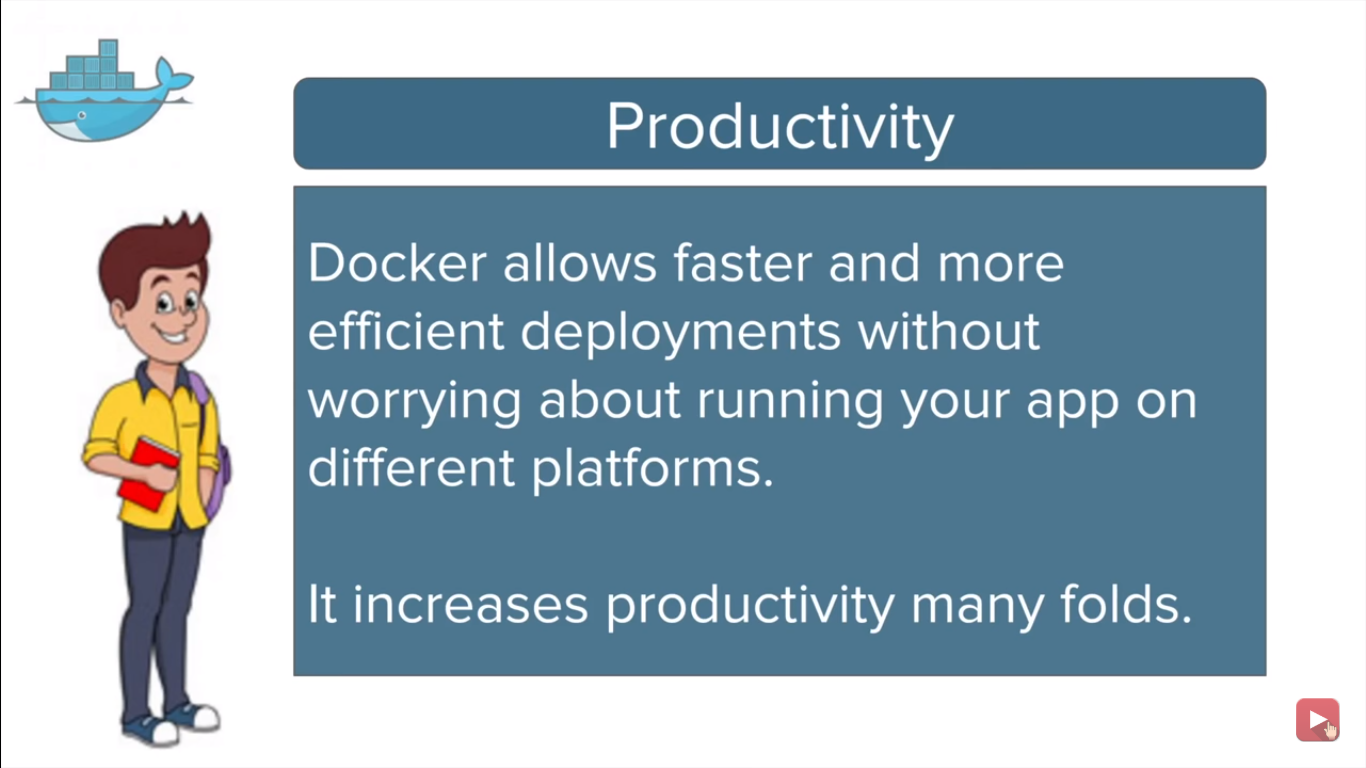 Productivity
Docker allows faster and more
efficient deployments without
worrying about running your app on
different platforms.
It increases productivity many folds.